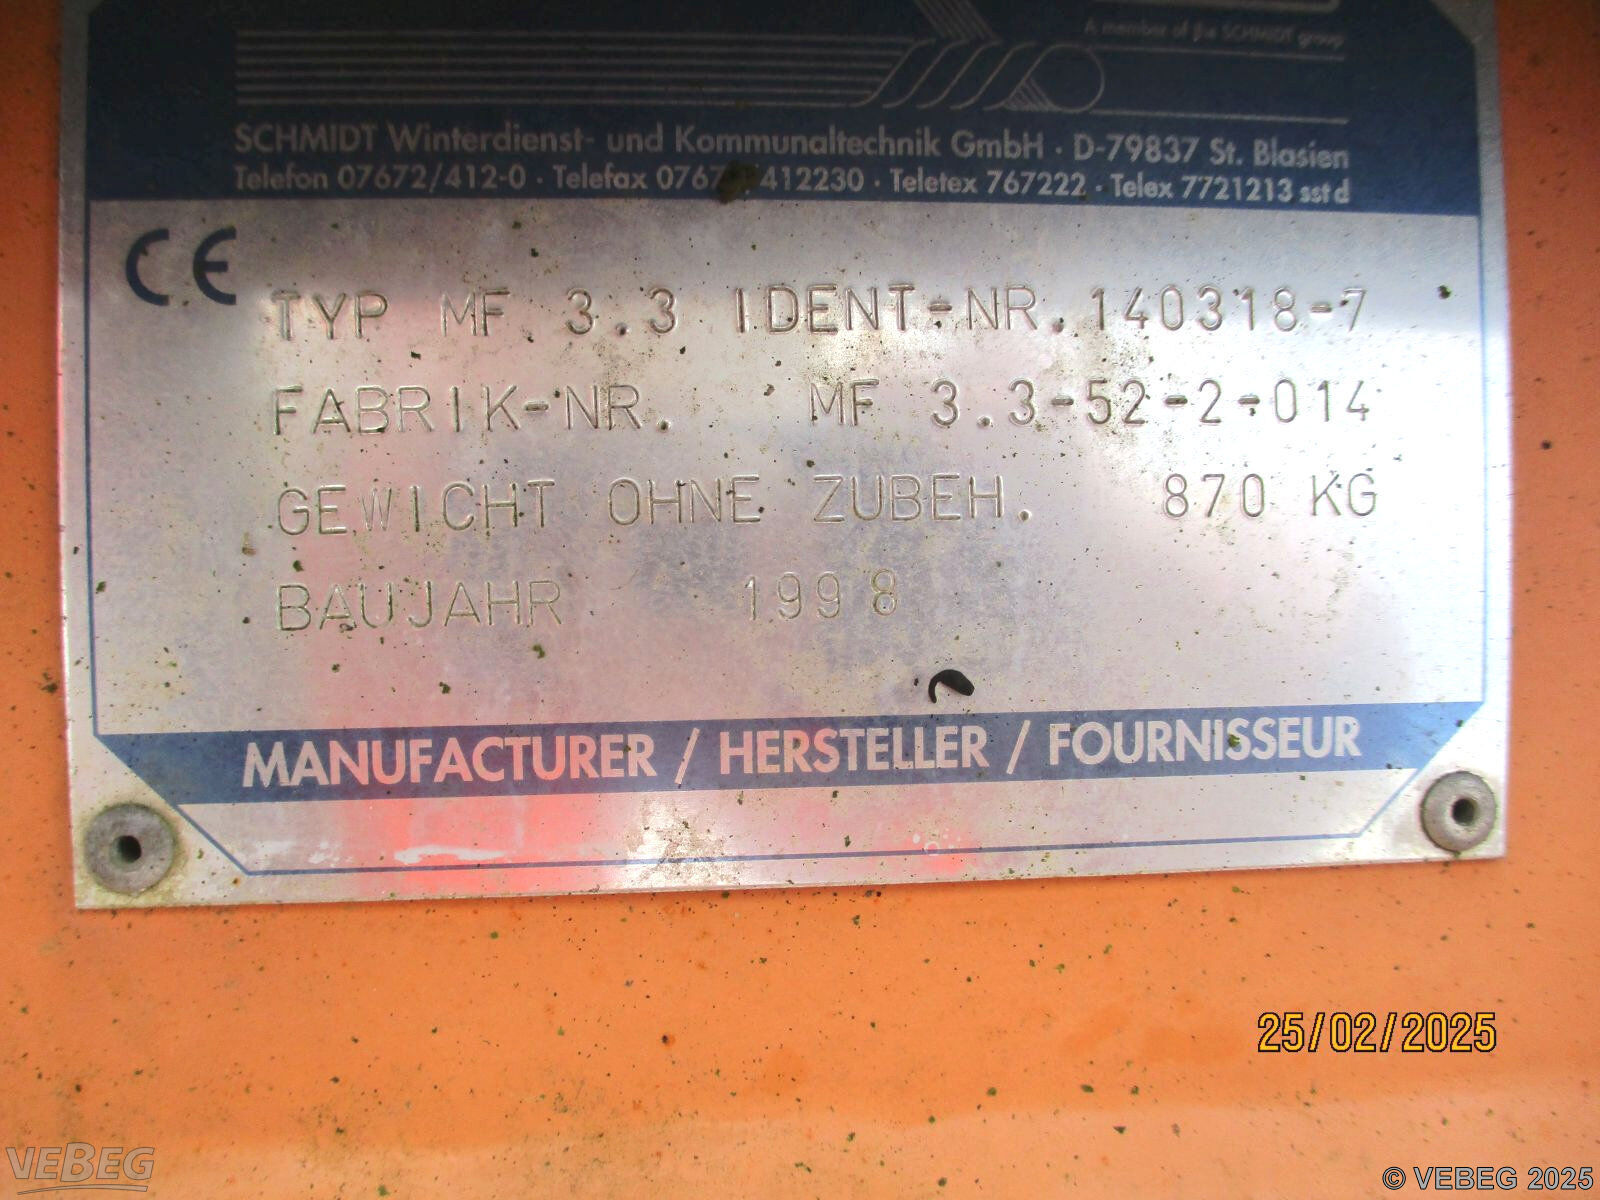 A member of the SCHMIDT group
SCHMIDT Winterdienst- und Kommunaltechnik GmbH · D-79837 St. Blasien
Telefon 07672/412-0 · Telefax 0767 412230 · Teletex 767222 · Telex 7721213 sst d
CE
TYP MF 3.3 IDENT-NR.140318-7
FABRIK-NR. MF 3.3-52-2-014
GEWICHT OHNE ZUBEH. 870 KG
BAUJAHR 1998
MANUFACTURER / HERSTELLER / FOURNISSEUR
25/02/2025
VEBEG
© VEBEG 2025